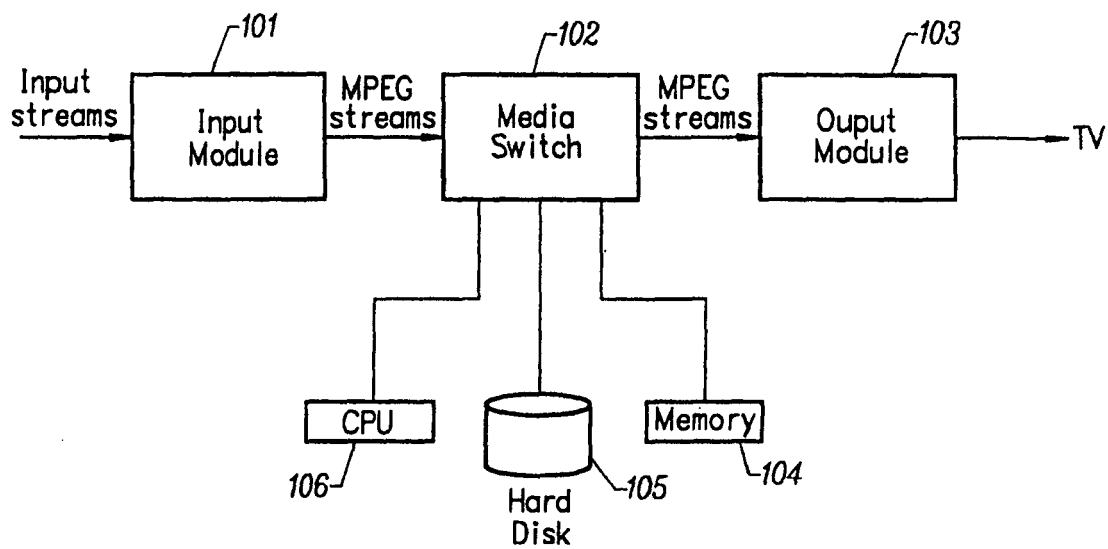 101
102
103
Input
streams
Input
Module
MPEG
streams
Media
Switch
MPEG
streams
Ouput
Module
TV
CPU
106
Hard
Disk
105
Memory
104